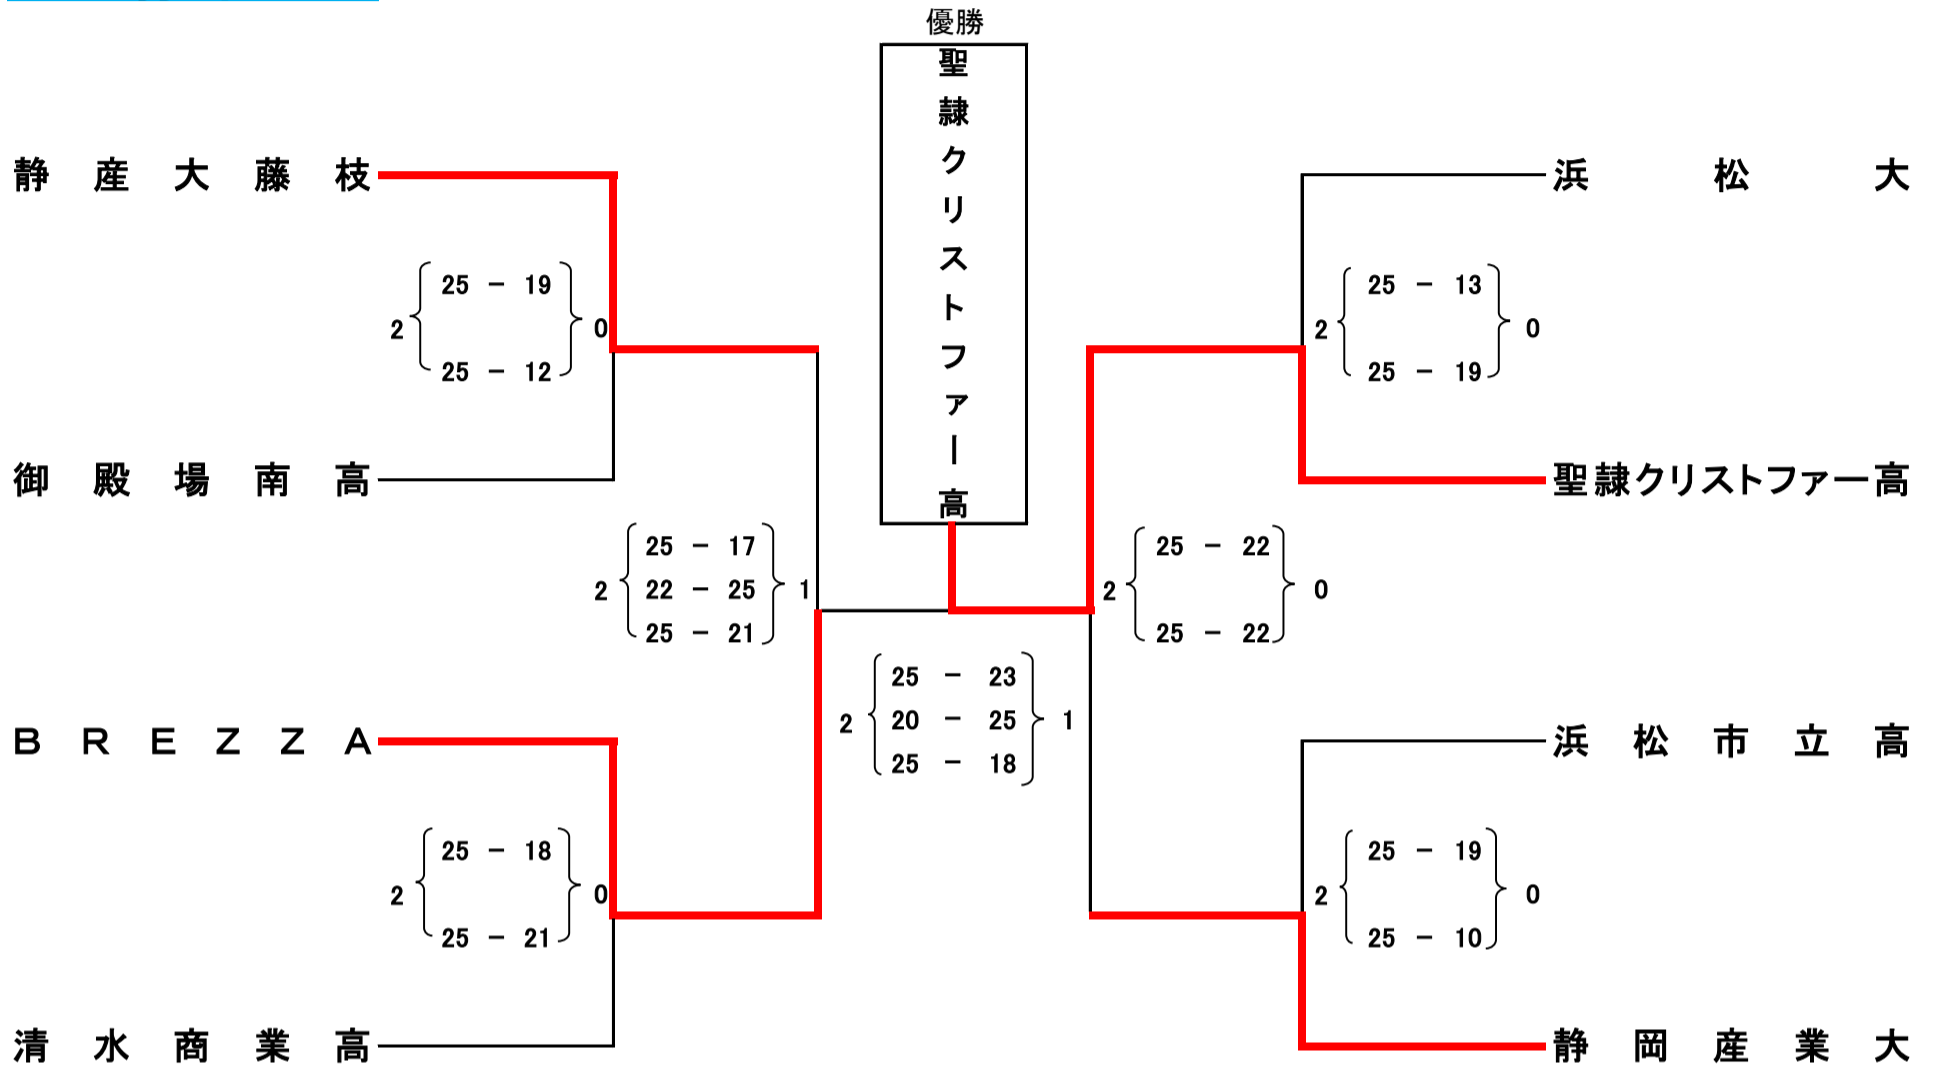 優勝
聖隷クリストファー高
静産大藤枝
浜松大
25 － 19
2 0
25 － 12
25 － 13
2 0
25 － 19
御殿場南高
聖隷クリストファー高
25 － 17
2 22 － 25 1
25 － 21
25 － 22
2 0
25 － 22
25 － 23
2 20 － 25 1
25 － 18
ＢＲＥＺＺＡ
浜松市立高
25 － 18
2 0
25 － 21
25 － 19
2 0
25 － 10
清水商業高
静岡産業大